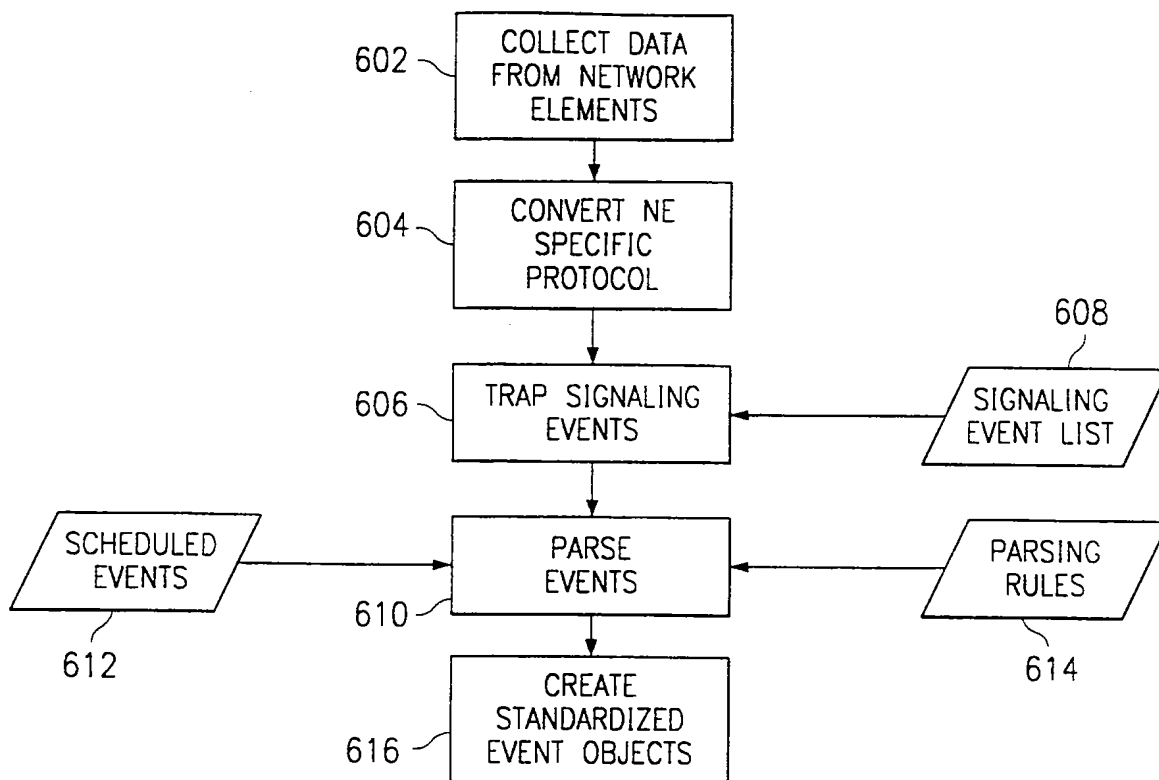 602
COLLECT DATA
FROM NETWORK
ELEMENTS
604
CONVERT NE
SPECIFIC
PROTOCOL
606
TRAP SIGNALING
EVENTS
608
SIGNALING
EVENT LIST
SCHEDULED
EVENTS
612
PARSE
EVENTS
610
PARSING
RULES
614
CREATE
STANDARDIZED
EVENT OBJECTS
616